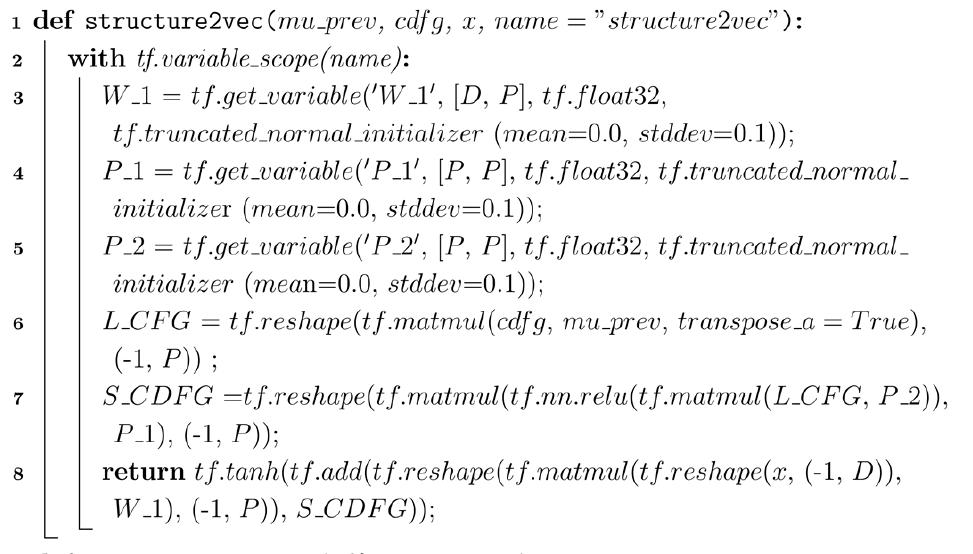 1 def structure2vec(mu_prev, cdfg, x, name = "structure2vec"):
2 with tf.variable_scope(name):
3 W_1 = tf.get_variable('W_1', [D, P], tf.float32,
tf.truncated_normal_initializer (mean=0.0, stddev=0.1));
4 P_1 = tf.get_variable('P_1', [P, P], tf.float32, tf.truncated_normal_
initializer (mean=0.0, stddev=0.1));
5 P_2 = tf.get_variable('P_2', [P, P], tf.float32, tf.truncated_normal_
initializer (mean=0.0, stddev=0.1));
6 L_CFG = tf.reshape(tf.matmul(cdfg, mu_prev, transpose_a = True),
(-1, P)) ;
7 S_CDFG =tf.reshape(tf.matmul(tf.nn.relu(tf.matmul(L_CFG, P_2)),
P_1), (-1, P));
8 return tf.tanh(tf.add(tf.reshape(tf.matmul(tf.reshape(x, (-1, D)),
W_1), (-1, P)), S_CDFG));